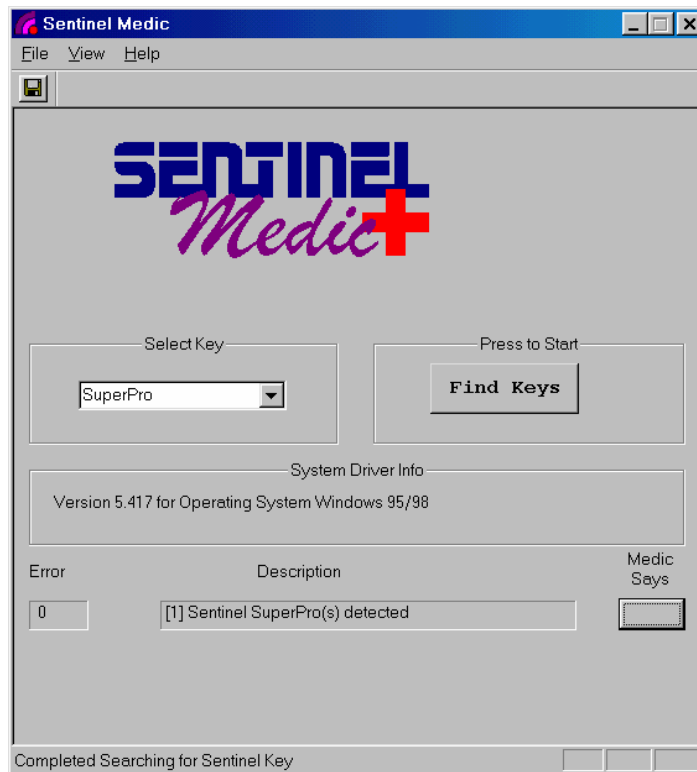 Sentinel Medic
File View Help
SENTINEL
Medic
Select Key
Press to Start
SuperPro
Find Keys
System Driver Info
Version 5.417 for Operating System Windows 95/98
Error
Description
Medic
Says
0
[1] Sentinel SuperPro(s) detected
Completed Searching for Sentinel Key